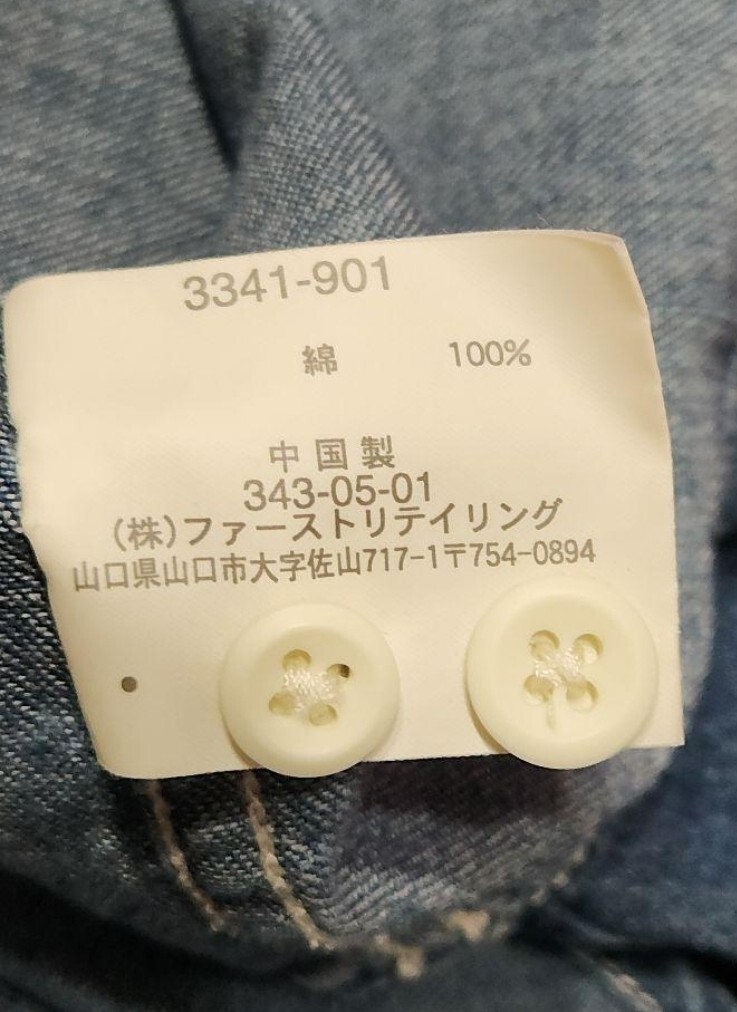 3341-901
綿 100%
中国製
343-05-01
(株)ファーストリテイリング
山口県山口市大字佐山717-1〒754-0894